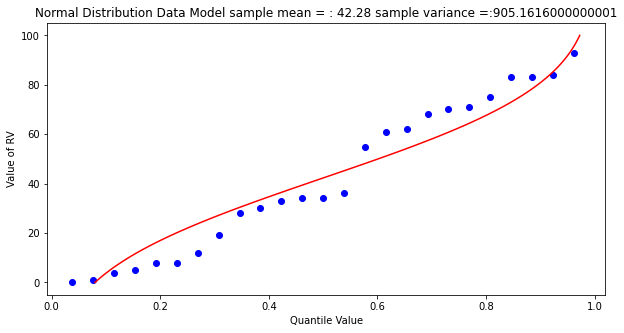 Normal Distribution Data Model sample mean = : 42.28 sample variance =:905.1616000000001
100
80
60
40
20
0
Value of RV
0.0 0.2 0.4 0.6 0.8 1.0
Quantile Value